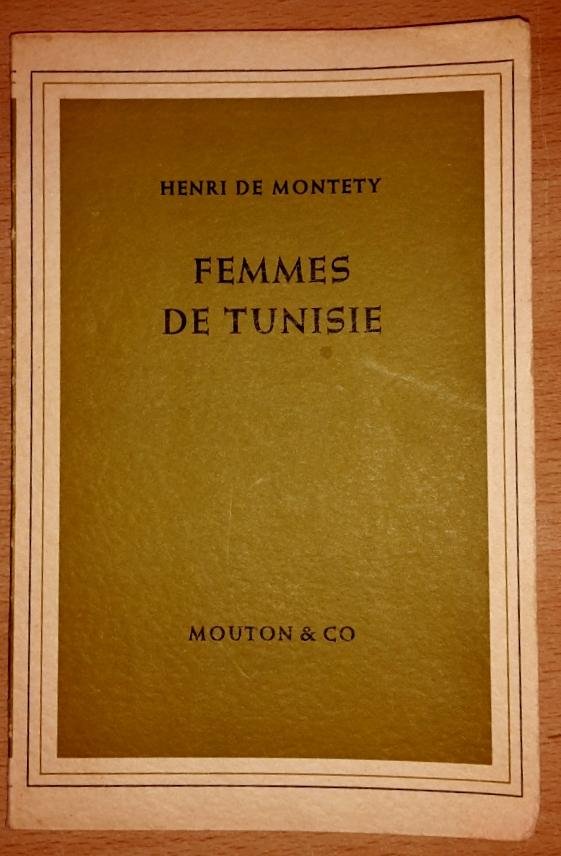 HENRI DE MONTETY
FEMMES
DE TUNISIE
MOUTON & CO